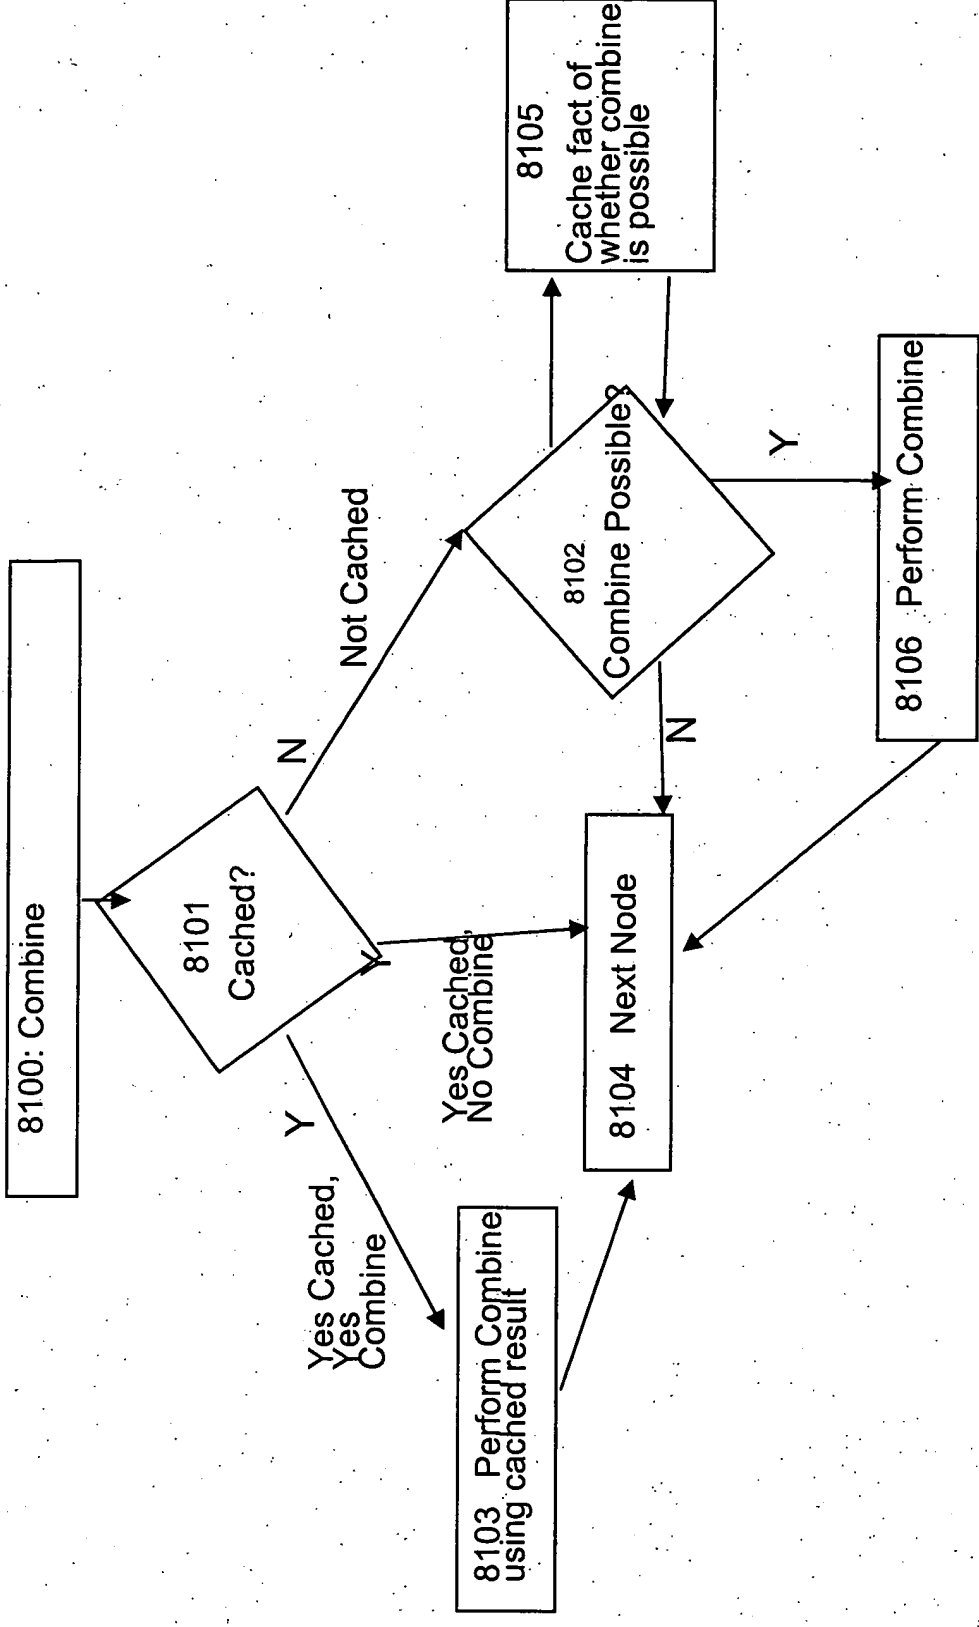 8100: Combine
8101
Cached?
N
Not Cached
Y
Yes Cached,
Yes
Combine
Y
Yes Cached,
No Combine
8102
Combine Possible?
8105
Cache fact of
whether combine
is possible
8103 Perform Combine
using cached result
8104 Next Node
N
Y
8106 Perform Combine